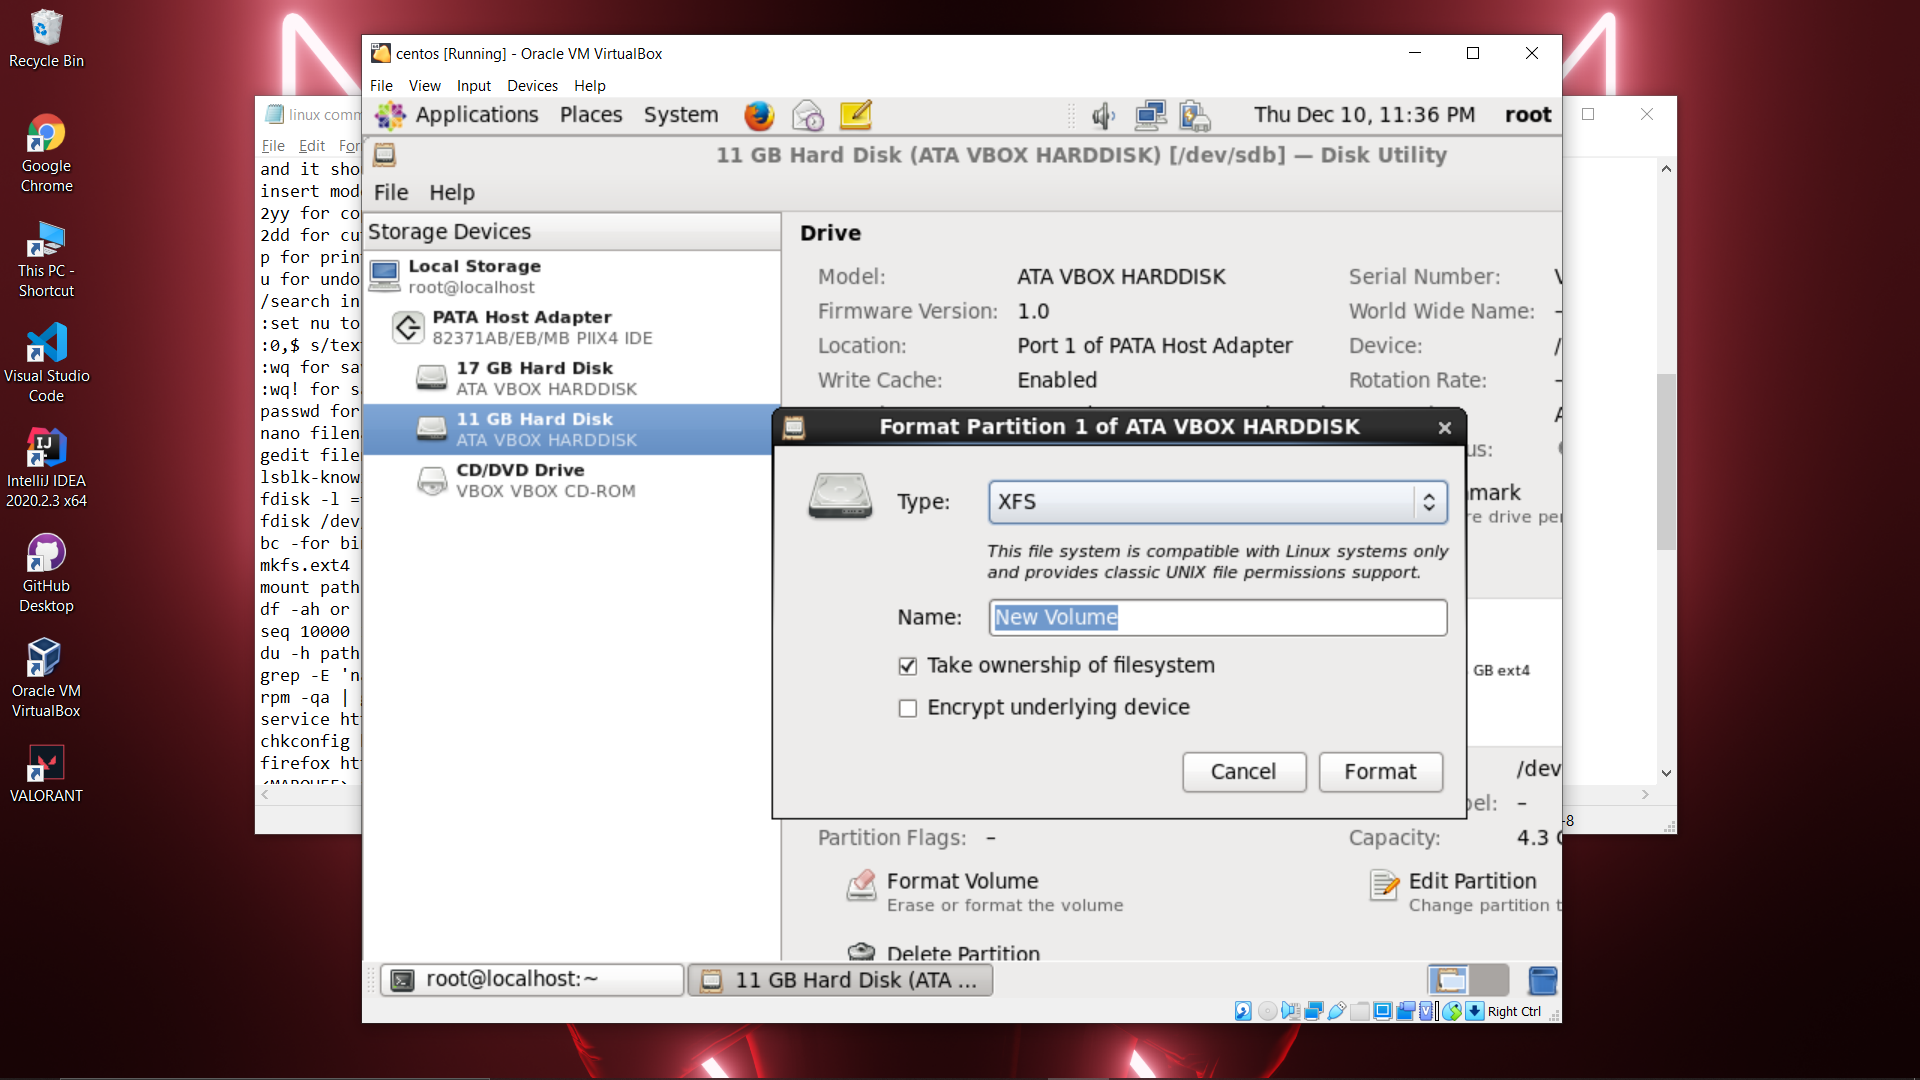 Recycle Bin
Google
Chrome
This PC -
Shortcut
Visual Studio
Code
IntelliJ IDEA
2020.2.3 x64
GitHub
Desktop
Oracle VM
VirtualBox
VALORANT
linux comm
File Edit For
and it sho
insert mod
2yy for co
2dd for cu
p for prin
u for undo
/search in
:set nu to
:0,$ s/tex
:wq for sa
:wq! for s
passwd for
nano filen
gedit file
lsblk-know
fdisk -l =
fdisk /dev
bc -for bi
mkfs.ext4
mount path
df -ah or
seq 10000
du -h path
grep -E 'n
rpm -qa |
service ht
chkconfig
firefox ht
<MARQUEE>
-8
centos [Running] - Oracle VM VirtualBox
File View Input Devices Help
Applications Places System
Thu Dec 10, 11:36 PM root
11 GB Hard Disk (ATA VBOX HARDDISK) [/dev/sdb] — Disk Utility
File Help
Storage Devices
Local Storage
root@localhost
PATA Host Adapter
82371AB/EB/MB PIIX4 IDE
17 GB Hard Disk
ATA VBOX HARDDISK
11 GB Hard Disk
ATA VBOX HARDDISK
CD/DVD Drive
VBOX VBOX CD-ROM
Drive
Model: ATA VBOX HARDDISK Serial Number:
Firmware Version: 1.0 World Wide Name: –
Location: Port 1 of PATA Host Adapter Device: /
Write Cache: Enabled Rotation Rate: –
us:
mark
re drive per
Format Partition 1 of ATA VBOX HARDDISK
Type: XFS
This file system is compatible with Linux systems only
and provides classic UNIX file permissions support.
Name: New Volume
Take ownership of filesystem
Encrypt underlying device
Cancel Format
GB ext4
/dev
bel: –
Partition Flags: – Capacity: 4.3
Format Volume
Erase or format the volume
Edit Partition
Change partition t
Delete Partition
root@localhost:~
11 GB Hard Disk (ATA ...
Right Ctrl